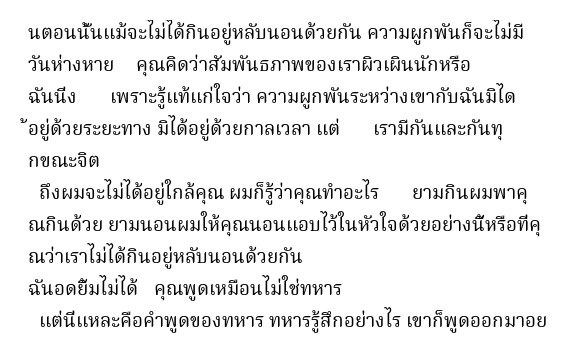 นตอนนั้นแม้จะไม่ได้กินอยู่หลับนอนด้วยกัน ความผูกพันก็จะไม่มี
วันห่างหาย คุณคิดว่าสัมพันธภาพของเราผิวเผินนักหรือ
ฉันนิ่ง เพราะรู้แท้แก่ใจว่า ความผูกพันระหว่างเขากับฉันมิได
้อยู่ด้วยระยะทาง มิได้อยู่ด้วยกาลเวลา แต่ เรามีกันและกันทุ
กขณะจิต
ถึงผมจะไม่ได้อยู่ใกล้คุณ ผมก็รู้ว่าคุณทำอะไร ยามกินผมพาคุ
ณกินด้วย ยามนอนผมให้คุณนอนแอบไว้ในหัวใจด้วยอย่างนี้หรือที่คุ
ณว่าเราไม่ได้กินอยู่หลับนอนด้วยกัน
ฉันอดยิ้มไม่ได้ คุณพูดเหมือนไม่ใช่ทหาร
แต่นี่แหละคือคำพูดของทหาร ทหารรู้สึกอย่างไร เขาก็พูดออกมาอย